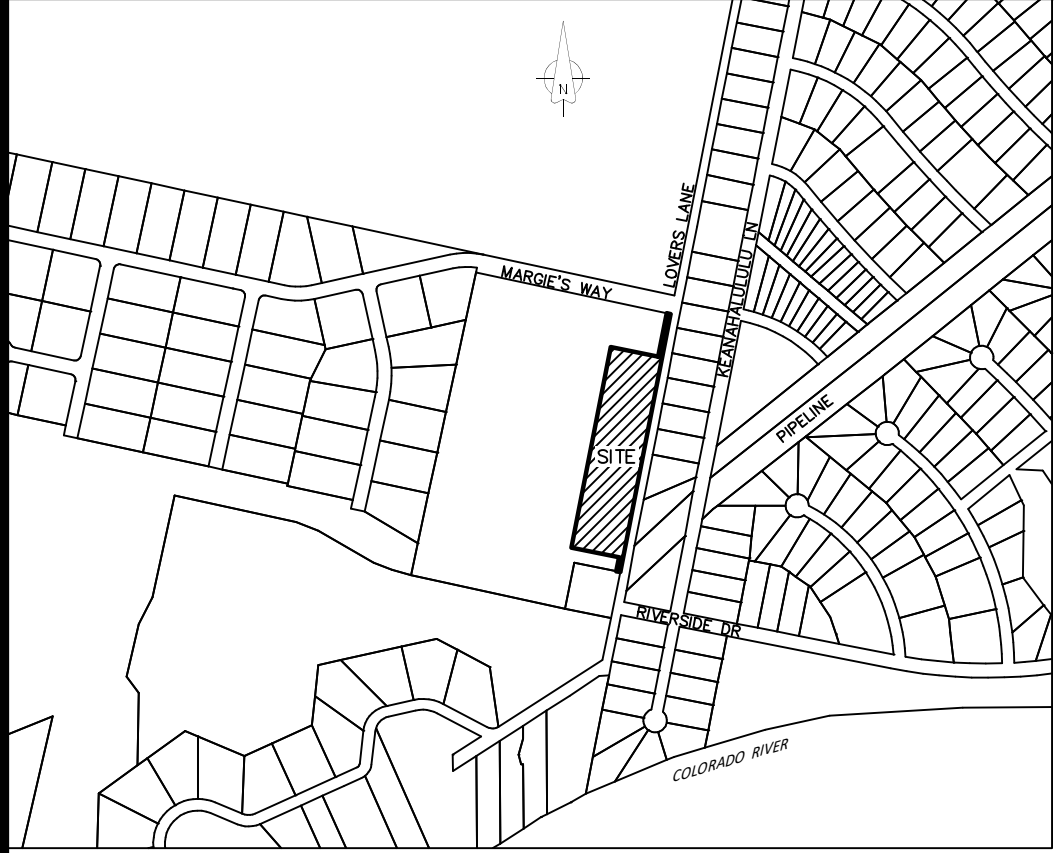 N
LOVERS LANE
KEANAHALULULU LN
MARGIE'S WAY
PIPELINE
SITE
RIVERSIDE DR
COLORADO RIVER